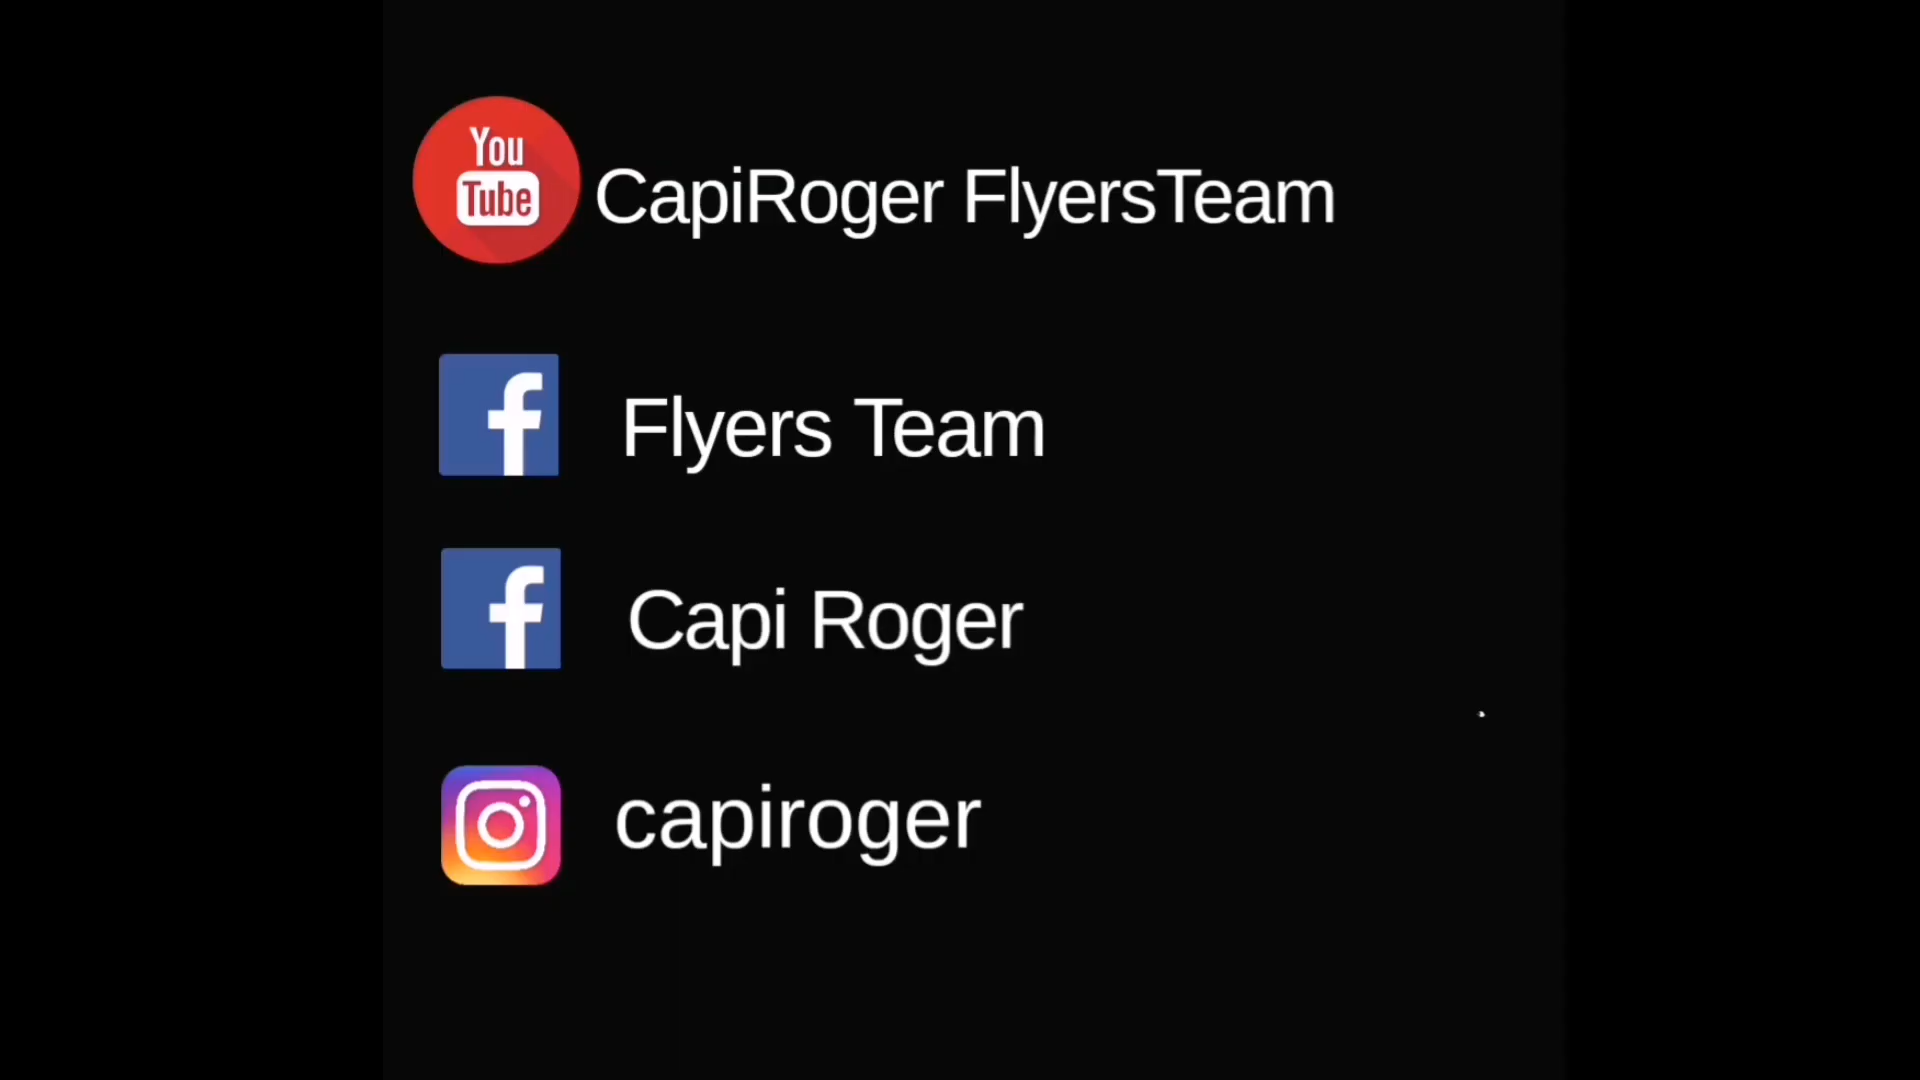 You
Tube
CapiRoger FlyersTeam
f
Flyers Team
f
Capi Roger
capiroger